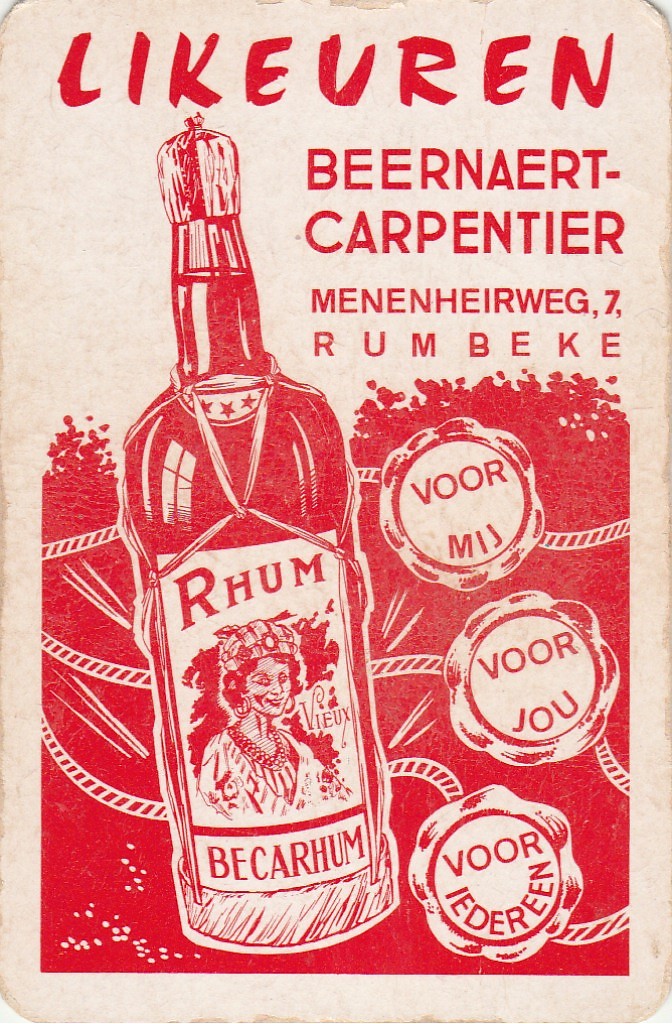 LIKEUREN
BEERNAERT-
CARPENTIER
MENENHEIRWEG, 7,
RUMBEKE
RHUM
VIEUX
BECARHUM
VOOR
MIJ
VOOR
JOU
VOOR
IEDEREEN